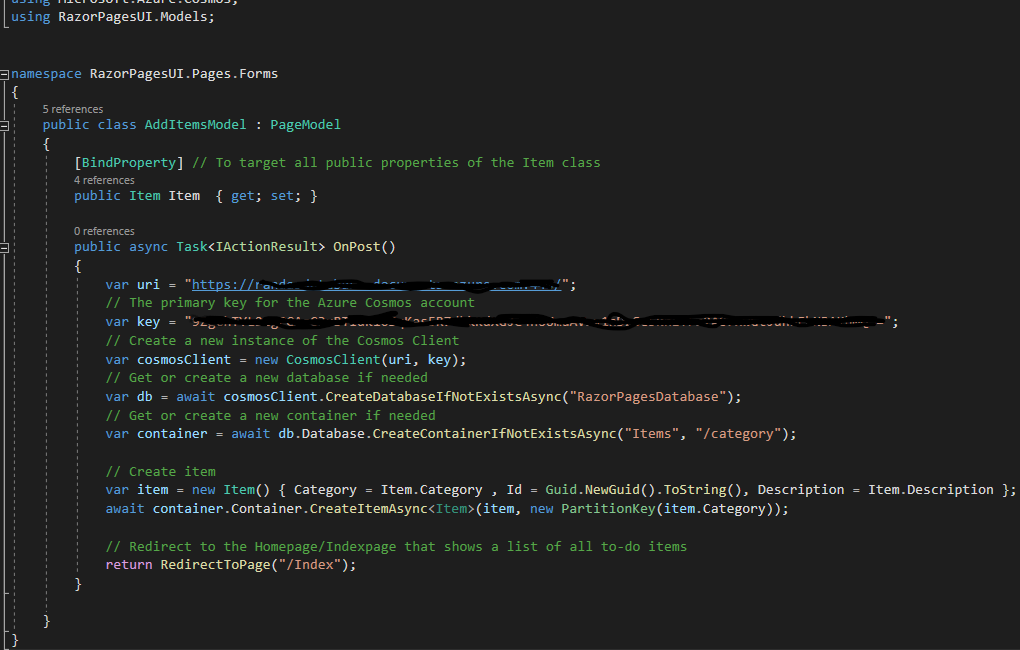 using Microsoft.Azure.Cosmos;
using RazorPagesUI.Models;
namespace RazorPagesUI.Pages.Forms
{
5 references
public class AddItemsModel : PageModel
{
[BindProperty] // To target all public properties of the Item class
4 references
public Item Item { get; set; }
0 references
public async Task<IActionResult> OnPost()
{
var uri = "https://";
// The primary key for the Azure Cosmos account
var key = "";
// Create a new instance of the Cosmos Client
var cosmosClient = new CosmosClient(uri, key);
// Get or create a new database if needed
var db = await cosmosClient.CreateDatabaseIfNotExistsAsync("RazorPagesDatabase");
// Get or create a new container if needed
var container = await db.Database.CreateContainerIfNotExistsAsync("Items", "/category");
// Create item
var item = new Item() { Category = Item.Category , Id = Guid.NewGuid().ToString(), Description = Item.Description };
await container.Container.CreateItemAsync<Item>(item, new PartitionKey(item.Category));
// Redirect to the Homepage/Indexpage that shows a list of all to-do items
return RedirectToPage("/Index");
}
}
}